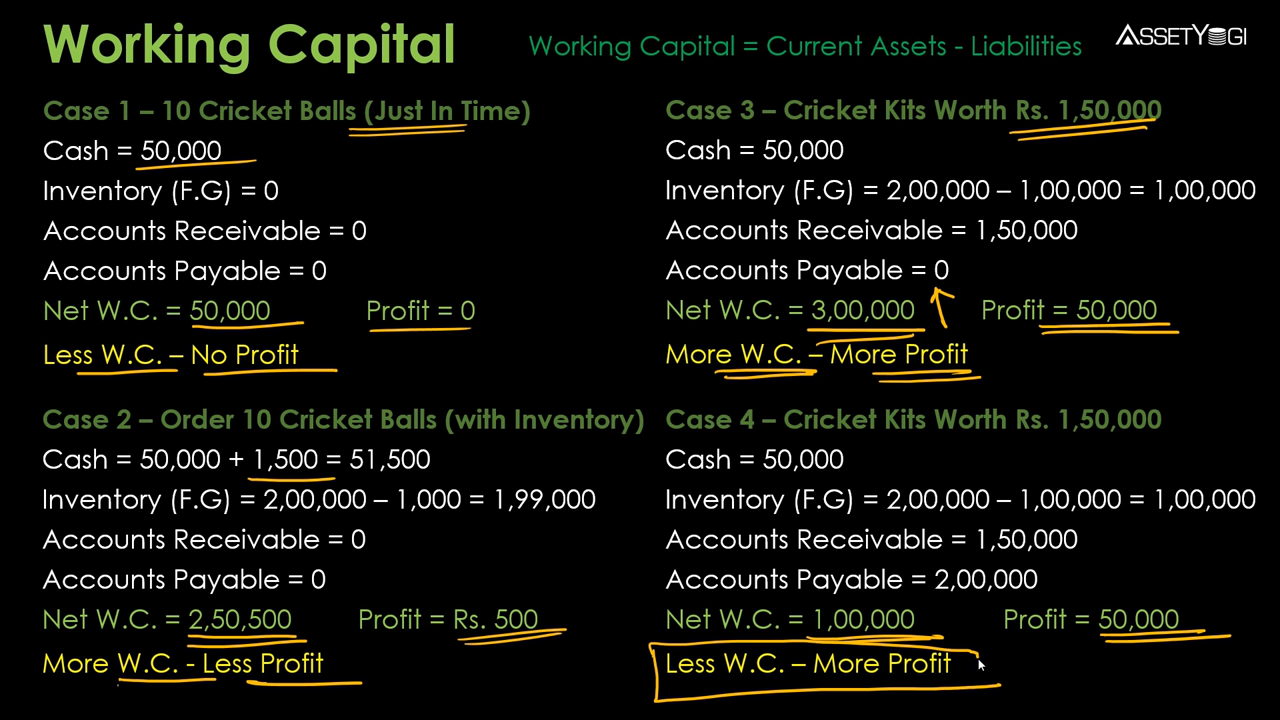 Working Capital
Working Capital = Current Assets - Liabilities
ASSETYOGI
Case 1 – 10 Cricket Balls (Just In Time)
Cash = 50,000
Inventory (F.G) = 0
Accounts Receivable = 0
Accounts Payable = 0
Net W.C. = 50,000 Profit = 0
Less W.C. – No Profit
Case 2 – Order 10 Cricket Balls (with Inventory)
Cash = 50,000 + 1,500 = 51,500
Inventory (F.G) = 2,00,000 – 1,000 = 1,99,000
Accounts Receivable = 0
Accounts Payable = 0
Net W.C. = 2,50,500 Profit = Rs. 500
More W.C. - Less Profit
Case 3 – Cricket Kits Worth Rs. 1,50,000
Cash = 50,000
Inventory (F.G) = 2,00,000 – 1,00,000 = 1,00,000
Accounts Receivable = 1,50,000
Accounts Payable = 0
Net W.C. = 3,00,000 Profit = 50,000
More W.C. – More Profit
Case 4 – Cricket Kits Worth Rs. 1,50,000
Cash = 50,000
Inventory (F.G) = 2,00,000 – 1,00,000 = 1,00,000
Accounts Receivable = 1,50,000
Accounts Payable = 2,00,000
Net W.C. = 1,00,000 Profit = 50,000
Less W.C. – More Profit